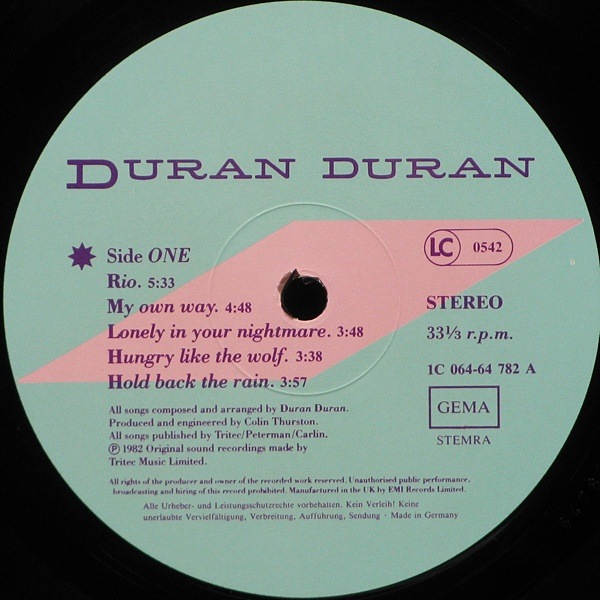 DURAN DURAN
Side ONE
LC 0542
Rio. 5:33
My own way. 4:48
STEREO
Lonely in your nightmare. 3:48
33⅓ r.p.m.
Hungry like the wolf. 3:38
1C 064-64 782 A
Hold back the rain. 3:57
GEMA
STEMRA
All songs composed and arranged by Duran Duran.
Produced and engineered by Colin Thurston.
All songs published by Tritec/Peterman/Carlin.
Ⓟ 1982 Original sound recordings made by
Tritec Music Limited.
All rights of the producer and owner of the recorded work reserved. Unauthorised public performance,
broadcasting and hiring of this record prohibited. Manufactured in the UK by EMI Records Limited.
Alle Urheber- und Leistungsschutzrechte vorbehalten. Kein Verleih! Keine
unerlaubte Vervielfältigung, Verbreitung, Aufführung, Sendung · Made in Germany